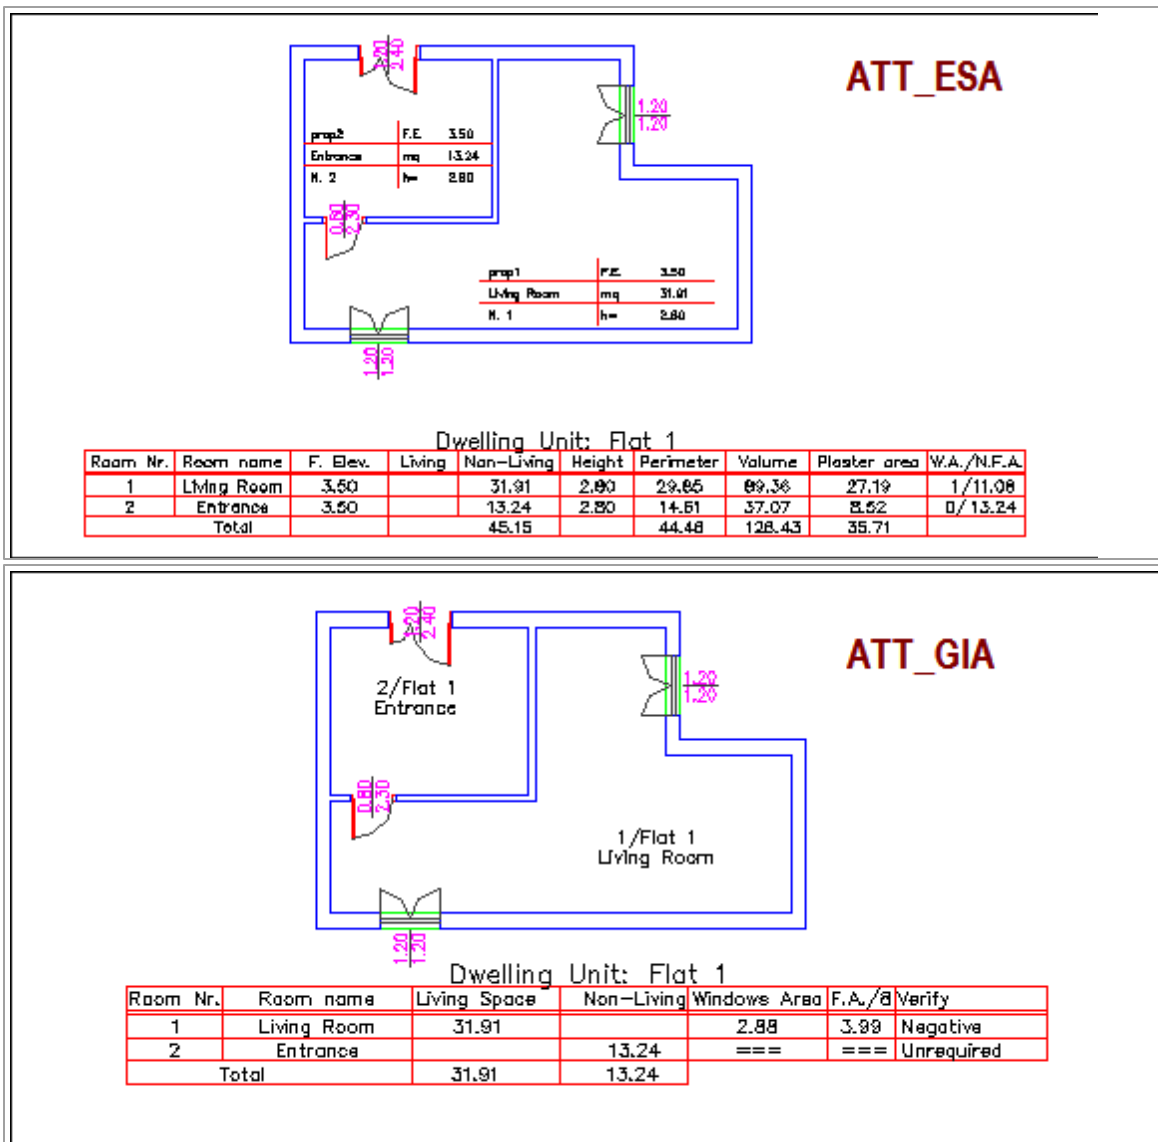 ATT_ESA
1.20
2.40
1.20
1.20
prop2 F.E. 3.50
Entrance mq 13.24
N. 2 h= 2.80
0.80
2.30
prop1 F.E. 3.50
Living Room mq 31.91
N. 1 h= 2.80
1.20
1.20
Dwelling Unit: Flat 1
Room Nr. Room name F. Elev. Living Non-Living Height Perimeter Volume Plaster area W.A./N.F.A.
1 Living Room 3.50 31.91 2.80 29.85 89.36 27.19 1/11.08
2 Entrance 3.50 13.24 2.80 14.61 37.07 8.52 0/13.24
Total 45.15 44.46 126.43 35.71
ATT_GIA
1.20
2.40
1.20
1.20
2/Flat 1
Entrance
0.80
2.30
1/Flat 1
Living Room
1.20
1.20
Dwelling Unit: Flat 1
Room Nr. Room name Living Space Non-Living Windows Area F.A./8 Verify
1 Living Room 31.91 2.88 3.99 Negative
2 Entrance 13.24 === === Unrequired
Total 31.91 13.24